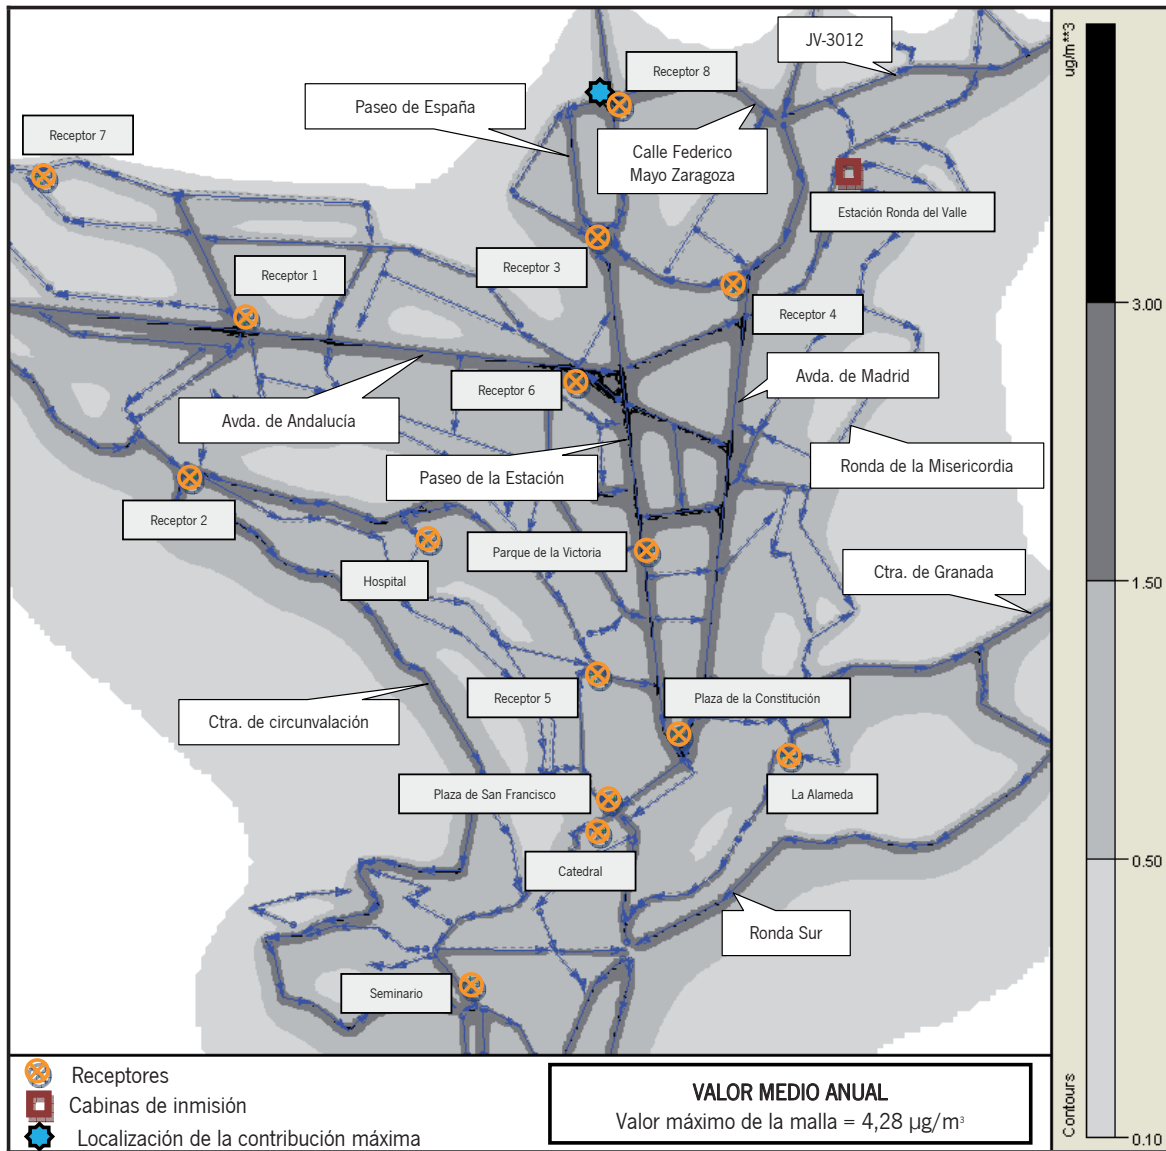 JV-3012
ug/m**3
Receptor 8
Paseo de España
Receptor 7
Calle Federico
Mayo Zaragoza
Estación Ronda del Valle
Receptor 3
Receptor 1
3.00
Receptor 4
Avda. de Madrid
Receptor 6
Avda. de Andalucía
Paseo de la Estación
Ronda de la Misericordia
Receptor 2
Parque de la Victoria
Ctra. de Granada
Hospital
1.50
Receptor 5
Plaza de la Constitución
Ctra. de circunvalación
Plaza de San Francisco
La Alameda
0.50
Catedral
Ronda Sur
Seminario
Receptores
Cabinas de inmisión
Localización de la contribución máxima
VALOR MEDIO ANUAL
Valor máximo de la malla = 4,28 µg/m³
Contours
0.10